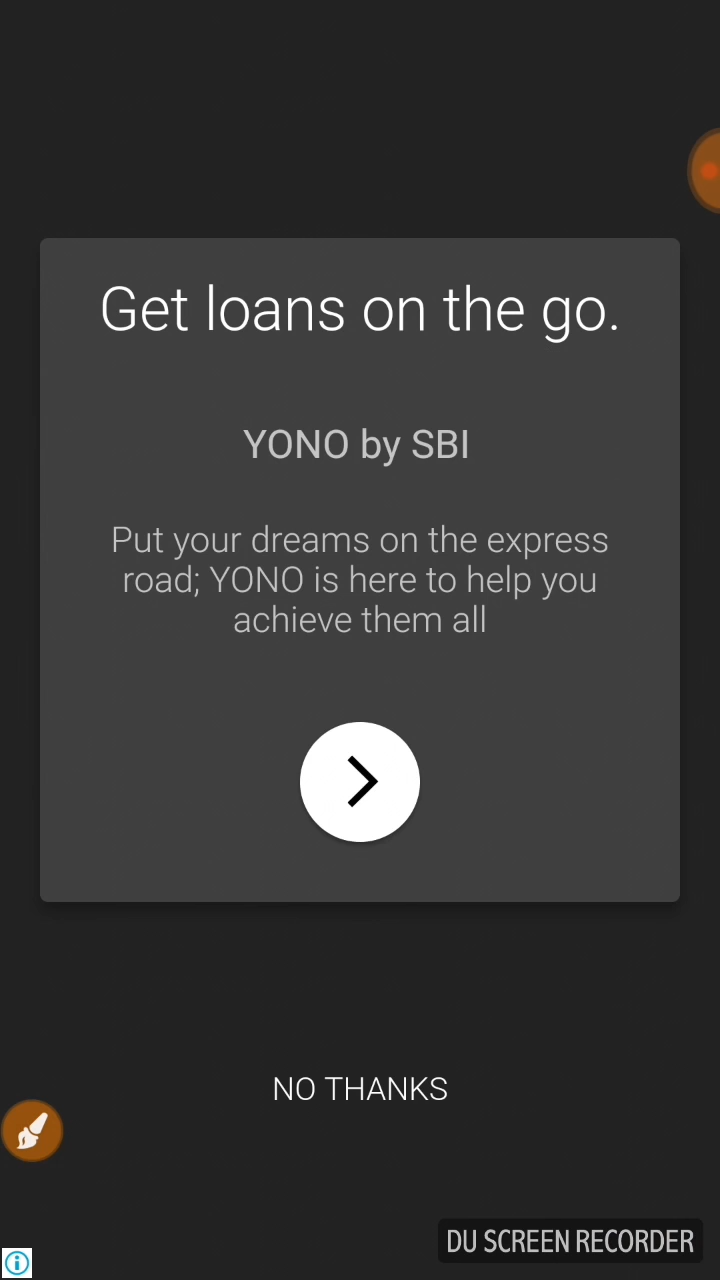 Get loans on the go.
YONO by SBI
Put your dreams on the express
road; YONO is here to help you
achieve them all
NO THANKS
DU SCREEN RECORDER